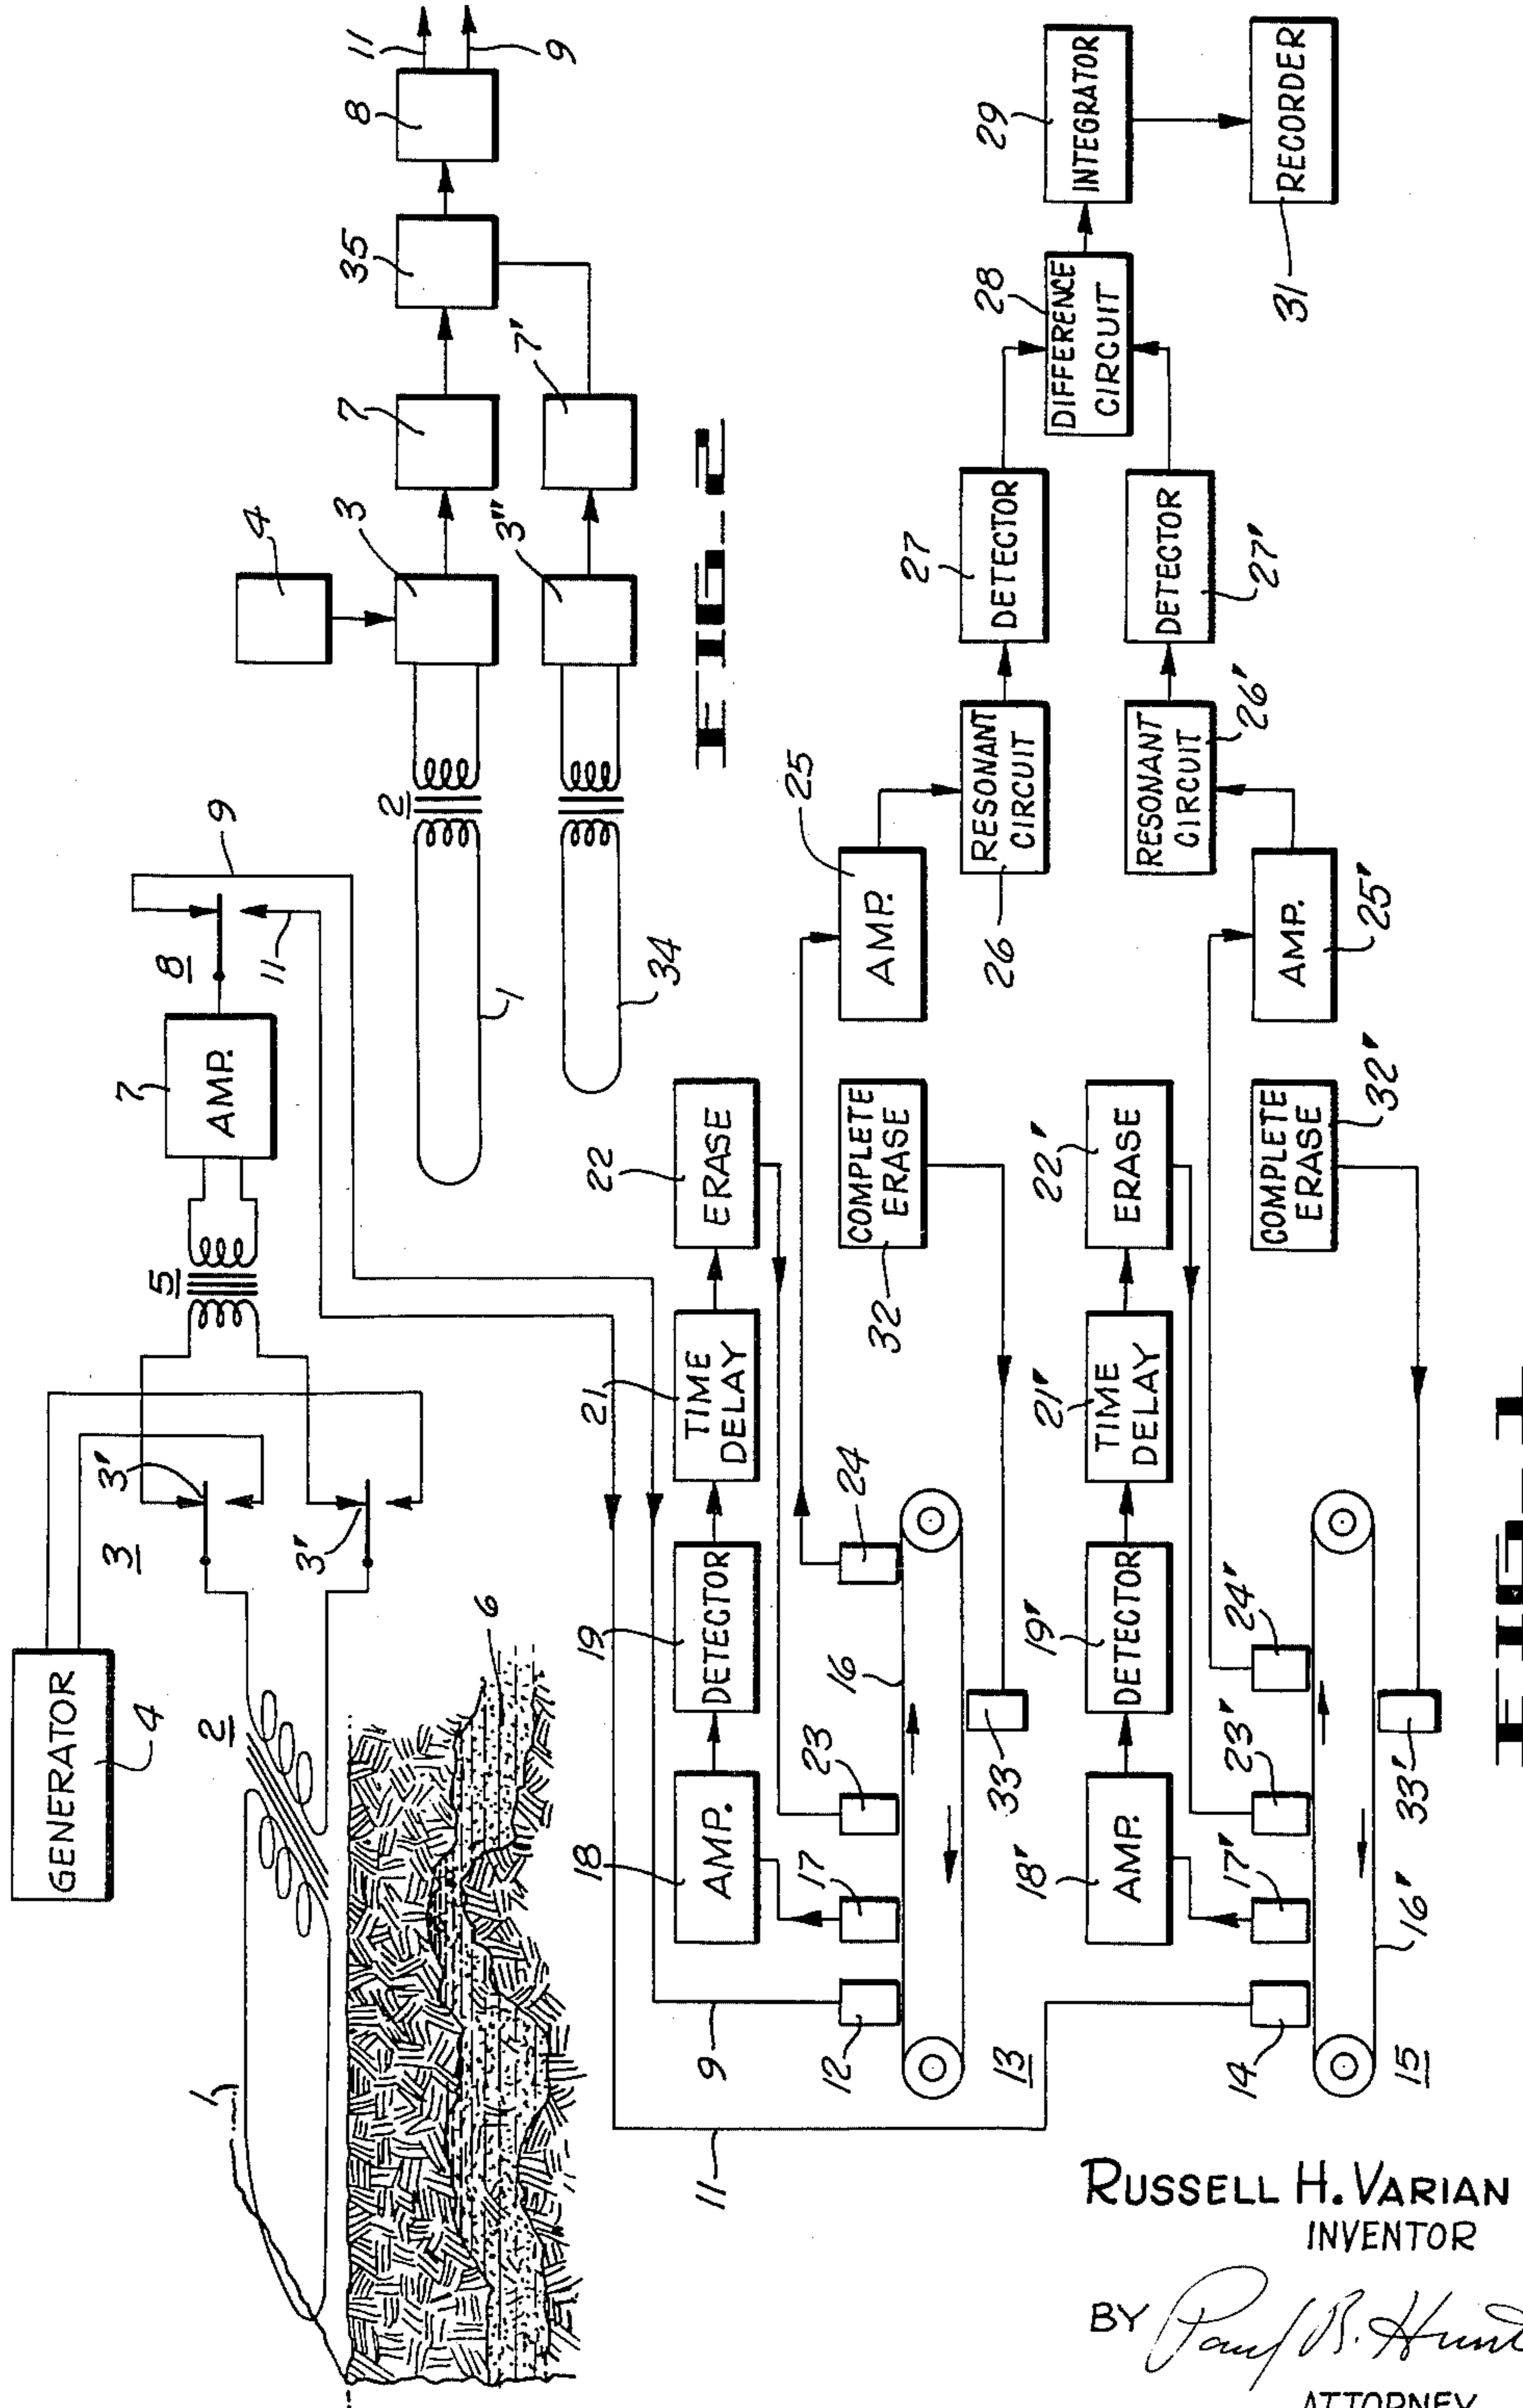 GENERATOR
4
1
2
3
3'
3'
5
6
7
AMP.
8
9
11
4
3
3"
2
1
34
7
7'
35
8
11
9
FIG. 2
11
9
18
AMP.
19
DETECTOR
21
TIME
DELAY
22
ERASE
12
17
23
24
16
13
33
COMPLETE
ERASE
32
25
AMP.
RESONANT
CIRCUIT
26
27
DETECTOR
18'
AMP.
19'
DETECTOR
21'
TIME
DELAY
22'
ERASE
14
17'
23'
24'
16'
15
33'
COMPLETE
ERASE
32'
AMP.
25'
RESONANT
CIRCUIT
26'
DETECTOR
27'
28
DIFFERENCE
CIRCUIT
29
INTEGRATOR
RECORDER
31
RUSSELL H. VARIAN
INVENTOR
BY Paul B.
ATTORNEY